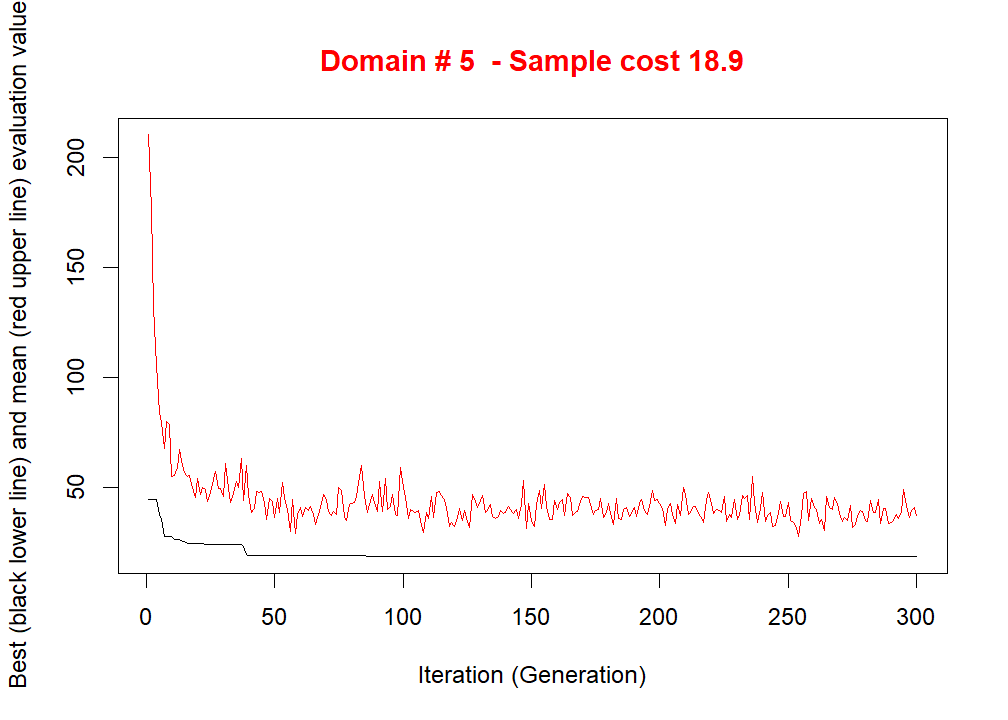 Domain # 5  - Sample cost 18.9
Best (black lower line) and mean (red upper line) evaluation value
200
150
100
50
0 50 100 150 200 250 300
Iteration (Generation)